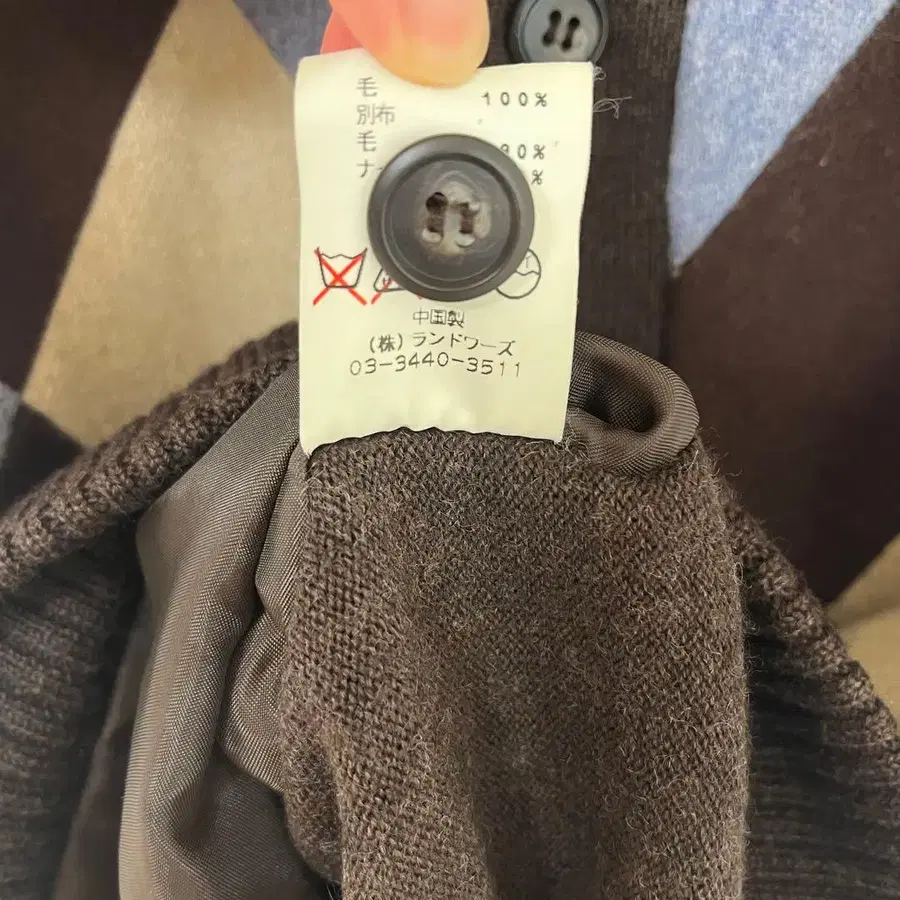 毛 100%
別布
毛
%
中国製
(株)ランドワーズ
03-3440-3511